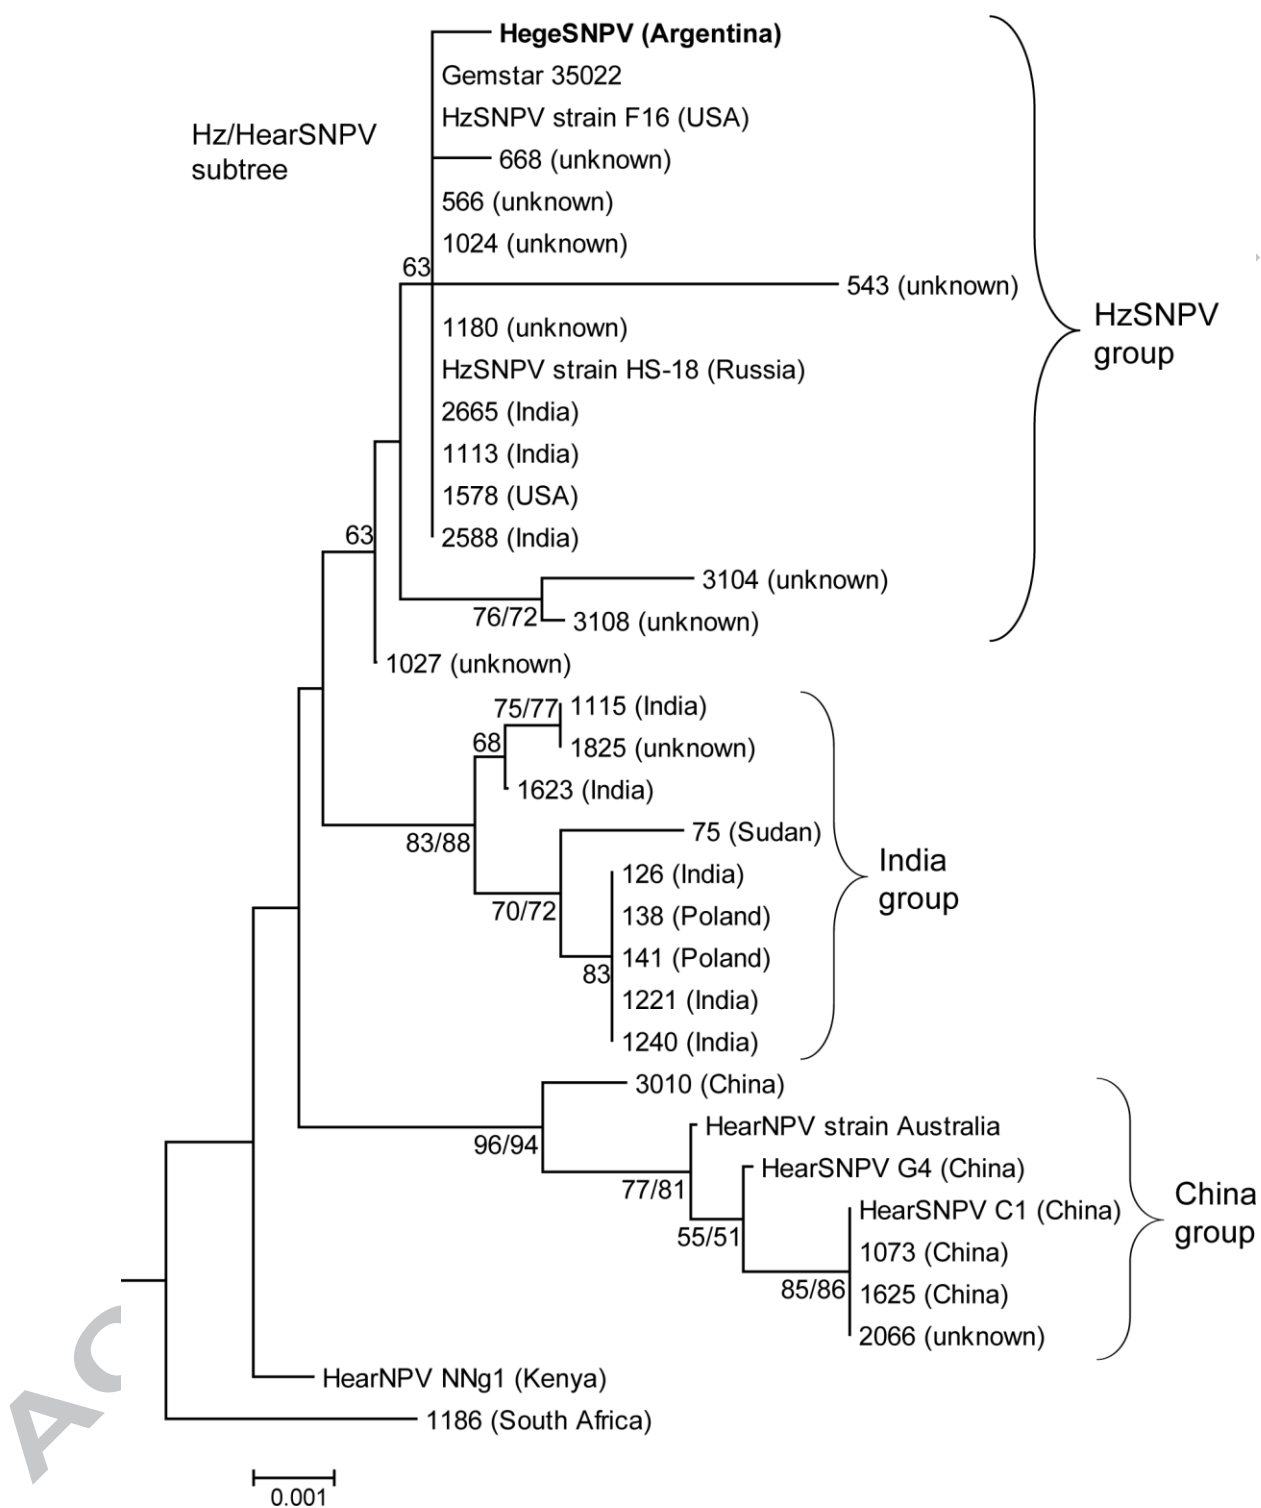 HegeSNPV (Argentina)
Gemstar 35022
Hz/HearSNPV
subtree
HzSNPV strain F16 (USA)
668 (unknown)
566 (unknown)
1024 (unknown)
63
543 (unknown)
HzSNPV
group
1180 (unknown)
HzSNPV strain HS-18 (Russia)
2665 (India)
1113 (India)
1578 (USA)
63
2588 (India)
3104 (unknown)
76/72
3108 (unknown)
1027 (unknown)
75/77
1115 (India)
68
1825 (unknown)
1623 (India)
83/88
75 (Sudan)
India
group
126 (India)
70/72
138 (Poland)
141 (Poland)
83
1221 (India)
1240 (India)
3010 (China)
96/94
HearNPV strain Australia
HearSNPV G4 (China)
77/81
China
group
HearSNPV C1 (China)
55/51
1073 (China)
85/86
1625 (China)
2066 (unknown)
HearNPV NNg1 (Kenya)
1186 (South Africa)
AC
0.001